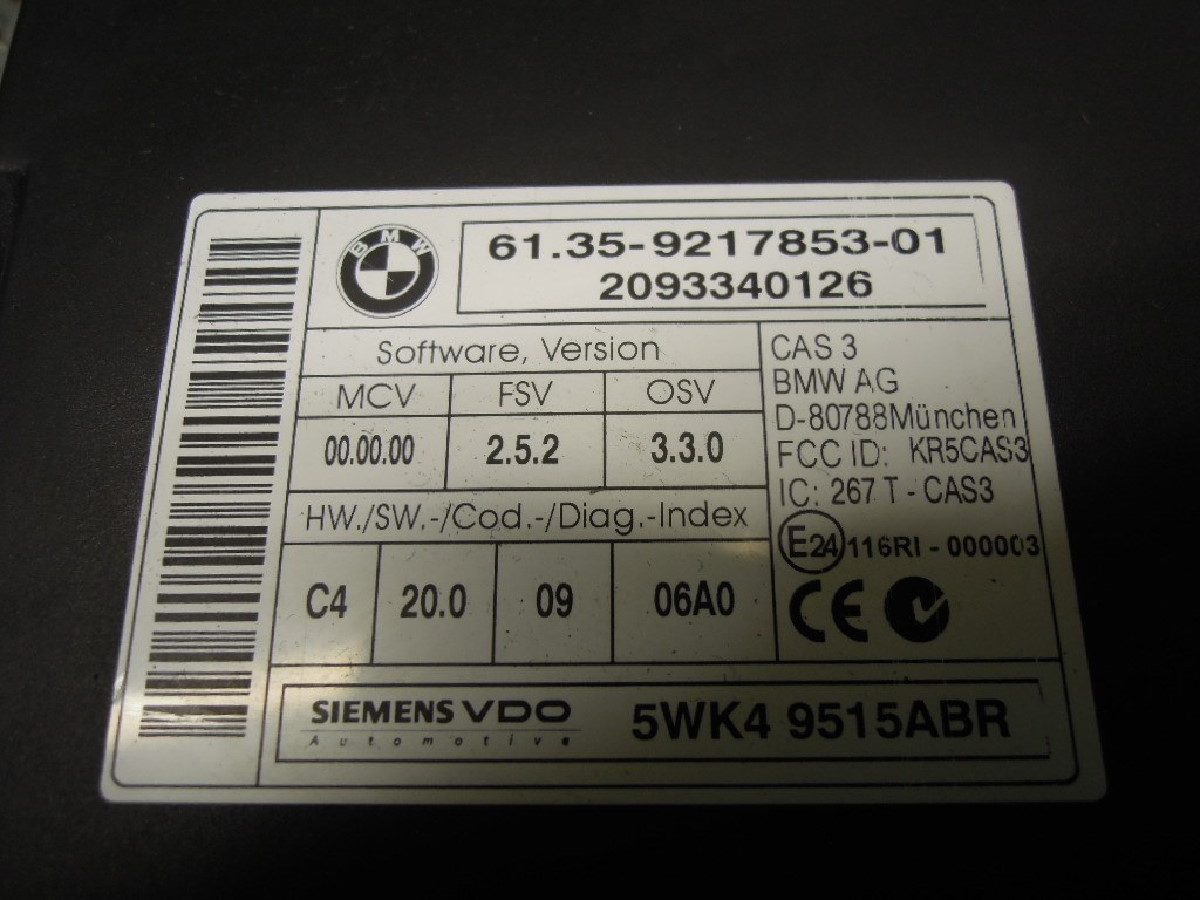 BMW
61.35-9217853-01
2093340126
Software, Version
MCV FSV OSV
00.00.00 2.5.2 3.3.0
HW./SW.-/Cod.-/Diag.-Index
C4 20.0 09 06A0
CAS 3
BMW AG
D-80788München
FCC ID: KR5CAS3
IC: 267 T - CAS3
E24 116RI - 000003
CE
SIEMENS VDO
Automotive
5WK4 9515ABR